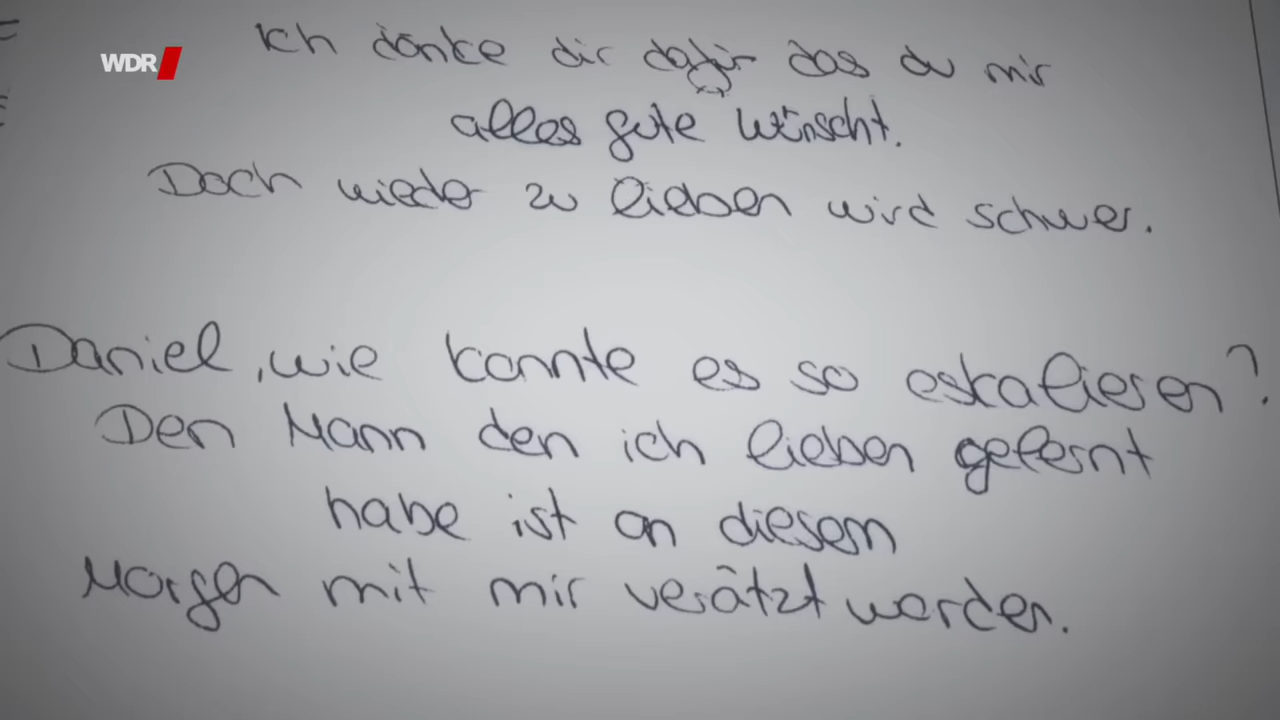 WDR
Ich danke dir dafür das du mir
alles gute wünscht.
Doch wieder zu lieben wird schwer.
Daniel, wie konnte es so eskalieren?
Den Mann den ich lieben gelernt
habe ist an diesem
Morgen mit mir verätzt worden.